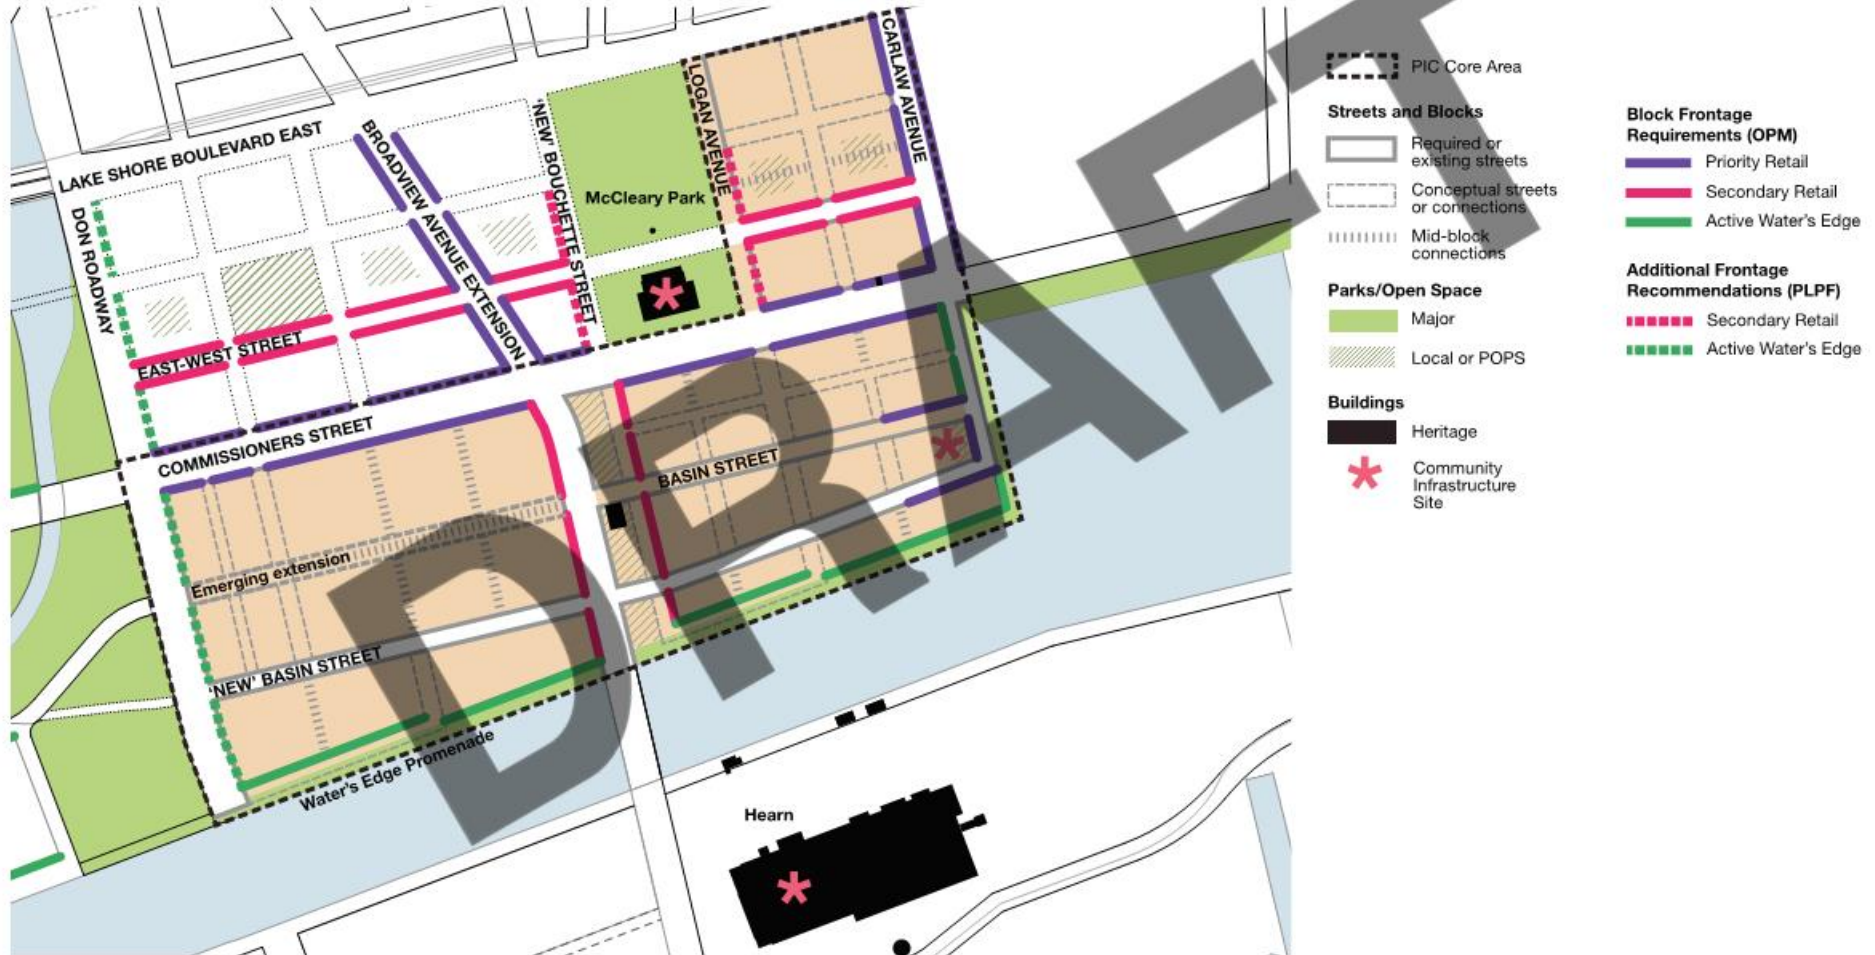 LAKE SHORE BOULEVARD EAST
DON ROADWAY
BROADVIEW AVENUE EXTENSION
'NEW' BOUCHETTE STREET
McCleary Park
LOGAN AVENUE
CARLAW AVENUE
EAST-WEST STREET
COMMISSIONERS STREET
BASIN STREET
Emerging extension
'NEW' BASIN STREET
Water's Edge Promenade
Hearn
DRAFT
PIC Core Area
Streets and Blocks
Required or
existing streets
Conceptual streets
or connections
Mid-block
connections
Parks/Open Space
Major
Local or POPS
Buildings
Heritage
Community
Infrastructure
Site
Block Frontage
Requirements (OPM)
Priority Retail
Secondary Retail
Active Water's Edge
Additional Frontage
Recommendations (PLPF)
Secondary Retail
Active Water's Edge